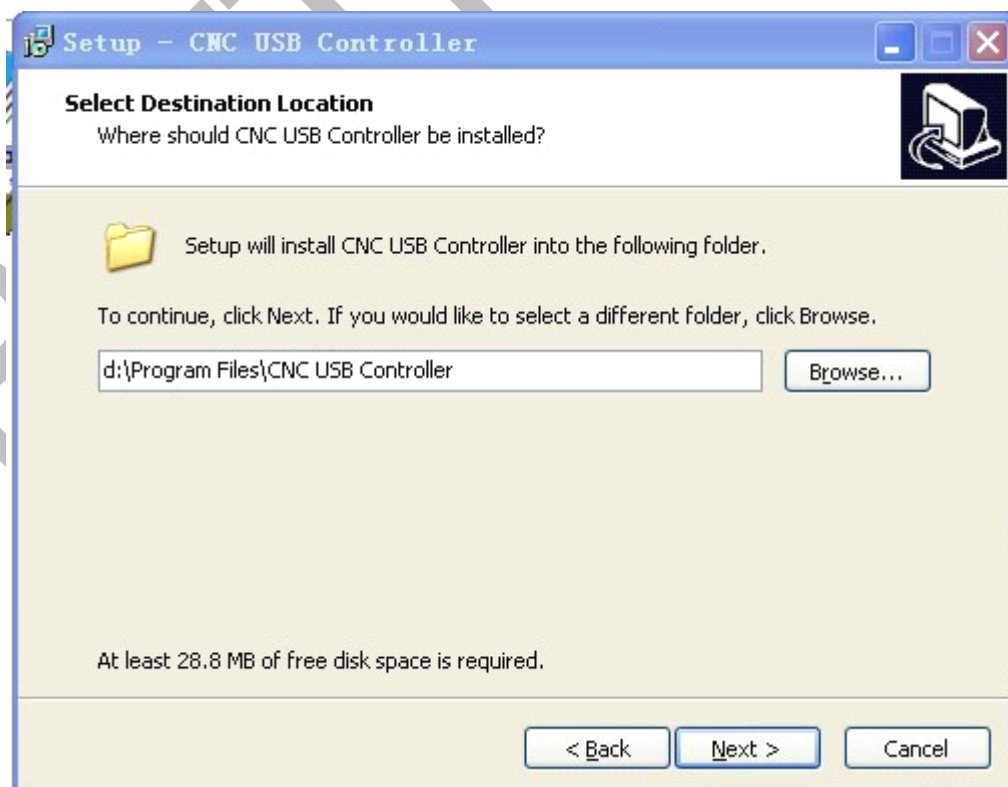 Setup - CNC USB Controller
Select Destination Location
Where should CNC USB Controller be installed?
Setup will install CNC USB Controller into the following folder.
To continue, click Next. If you would like to select a different folder, click Browse.
d:\Program Files\CNC USB Controller
Browse...
At least 28.8 MB of free disk space is required.
< Back
Next >
Cancel